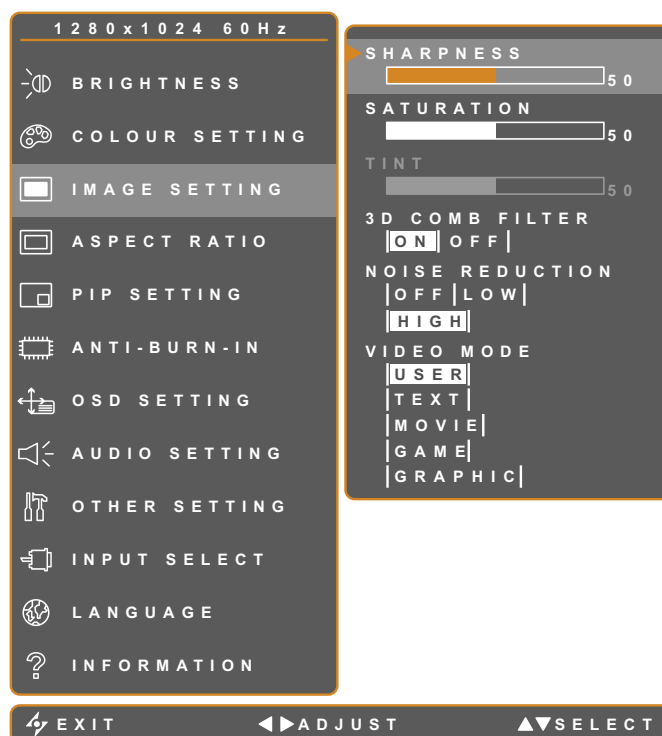 1280x1024 60Hz
BRIGHTNESS
COLOUR SETTING
IMAGE SETTING
ASPECT RATIO
PIP SETTING
ANTI-BURN-IN
OSD SETTING
AUDIO SETTING
OTHER SETTING
INPUT SELECT
LANGUAGE
INFORMATION
SHARPNESS
50
SATURATION
50
TINT
50
3D COMB FILTER
ON OFF
NOISE REDUCTION
OFF LOW
HIGH
VIDEO MODE
USER
TEXT
MOVIE
GAME
GRAPHIC
EXIT ADJUST SELECT